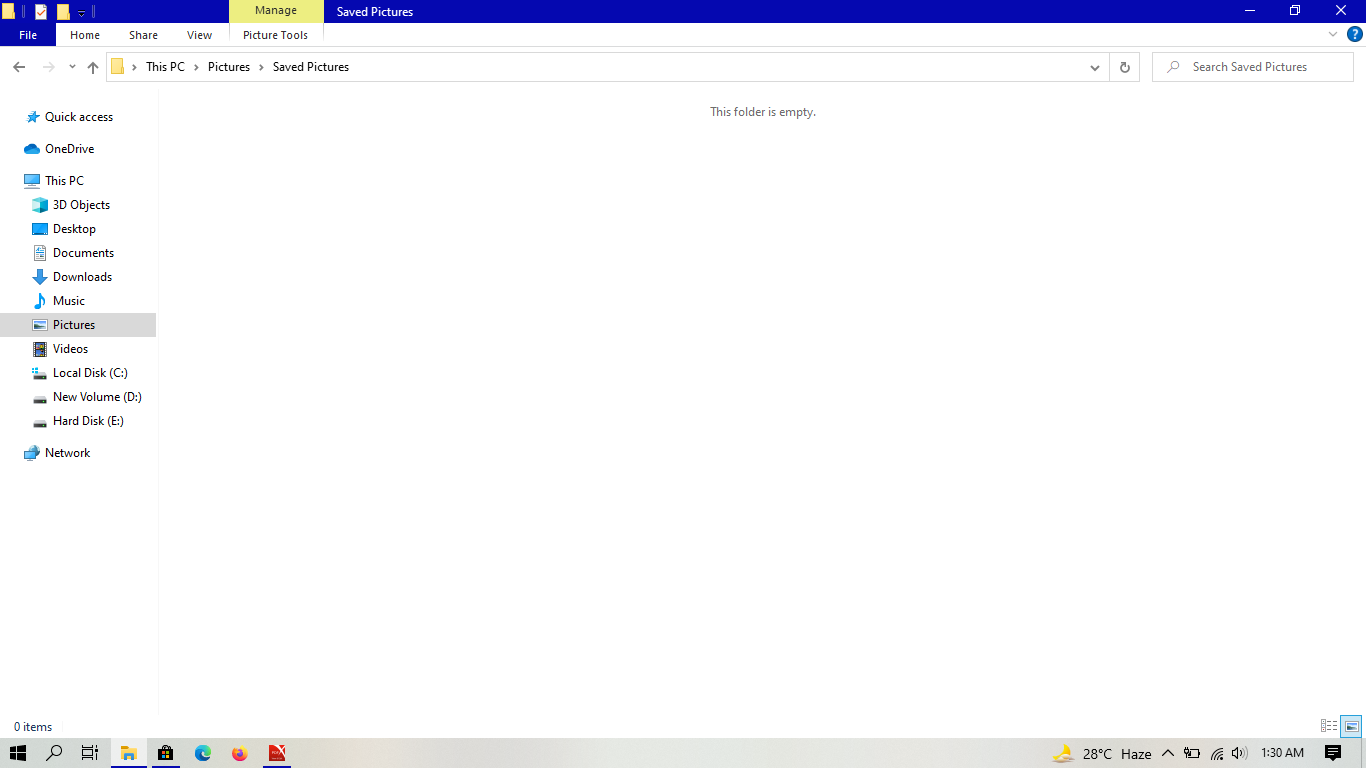 Manage
Saved Pictures
File
Home
Share
View
Picture Tools
?
This PC
Pictures
Saved Pictures
Search Saved Pictures
This folder is empty.
Quick access
OneDrive
This PC
3D Objects
Desktop
Documents
Downloads
Music
Pictures
Videos
Local Disk (C:)
New Volume (D:)
Hard Disk (E:)
Network
0 items
28°C Haze
1:30 AM